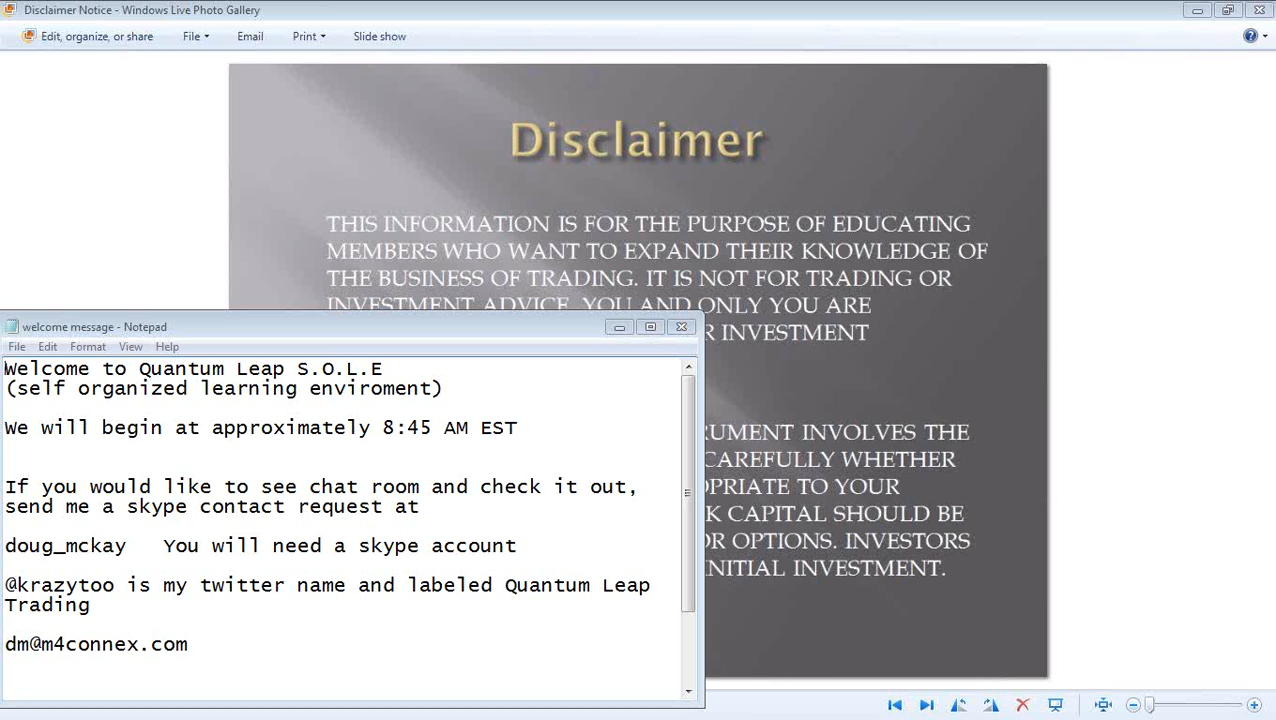 Disclaimer Notice - Windows Live Photo Gallery
Edit, organize, or share File Email Print Slide show
Disclaimer
THIS INFORMATION IS FOR THE PURPOSE OF EDUCATING
MEMBERS WHO WANT TO EXPAND THEIR KNOWLEDGE OF
THE BUSINESS OF TRADING. IT IS NOT FOR TRADING OR
INVESTMENT ADVICE. YOU AND ONLY YOU ARE
R INVESTMENT
RUMENT INVOLVES THE
CAREFULLY WHETHER
OPRIATE TO YOUR
K CAPITAL SHOULD BE
OR OPTIONS. INVESTORS
INITIAL INVESTMENT.
welcome message - Notepad
File Edit Format View Help
Welcome to Quantum Leap S.O.L.E
(self organized learning enviroment)
We will begin at approximately 8:45 AM EST
If you would like to see chat room and check it out,
send me a skype contact request at
doug_mckay You will need a skype account
@krazytoo is my twitter name and labeled Quantum Leap
Trading
dm@m4connex.com